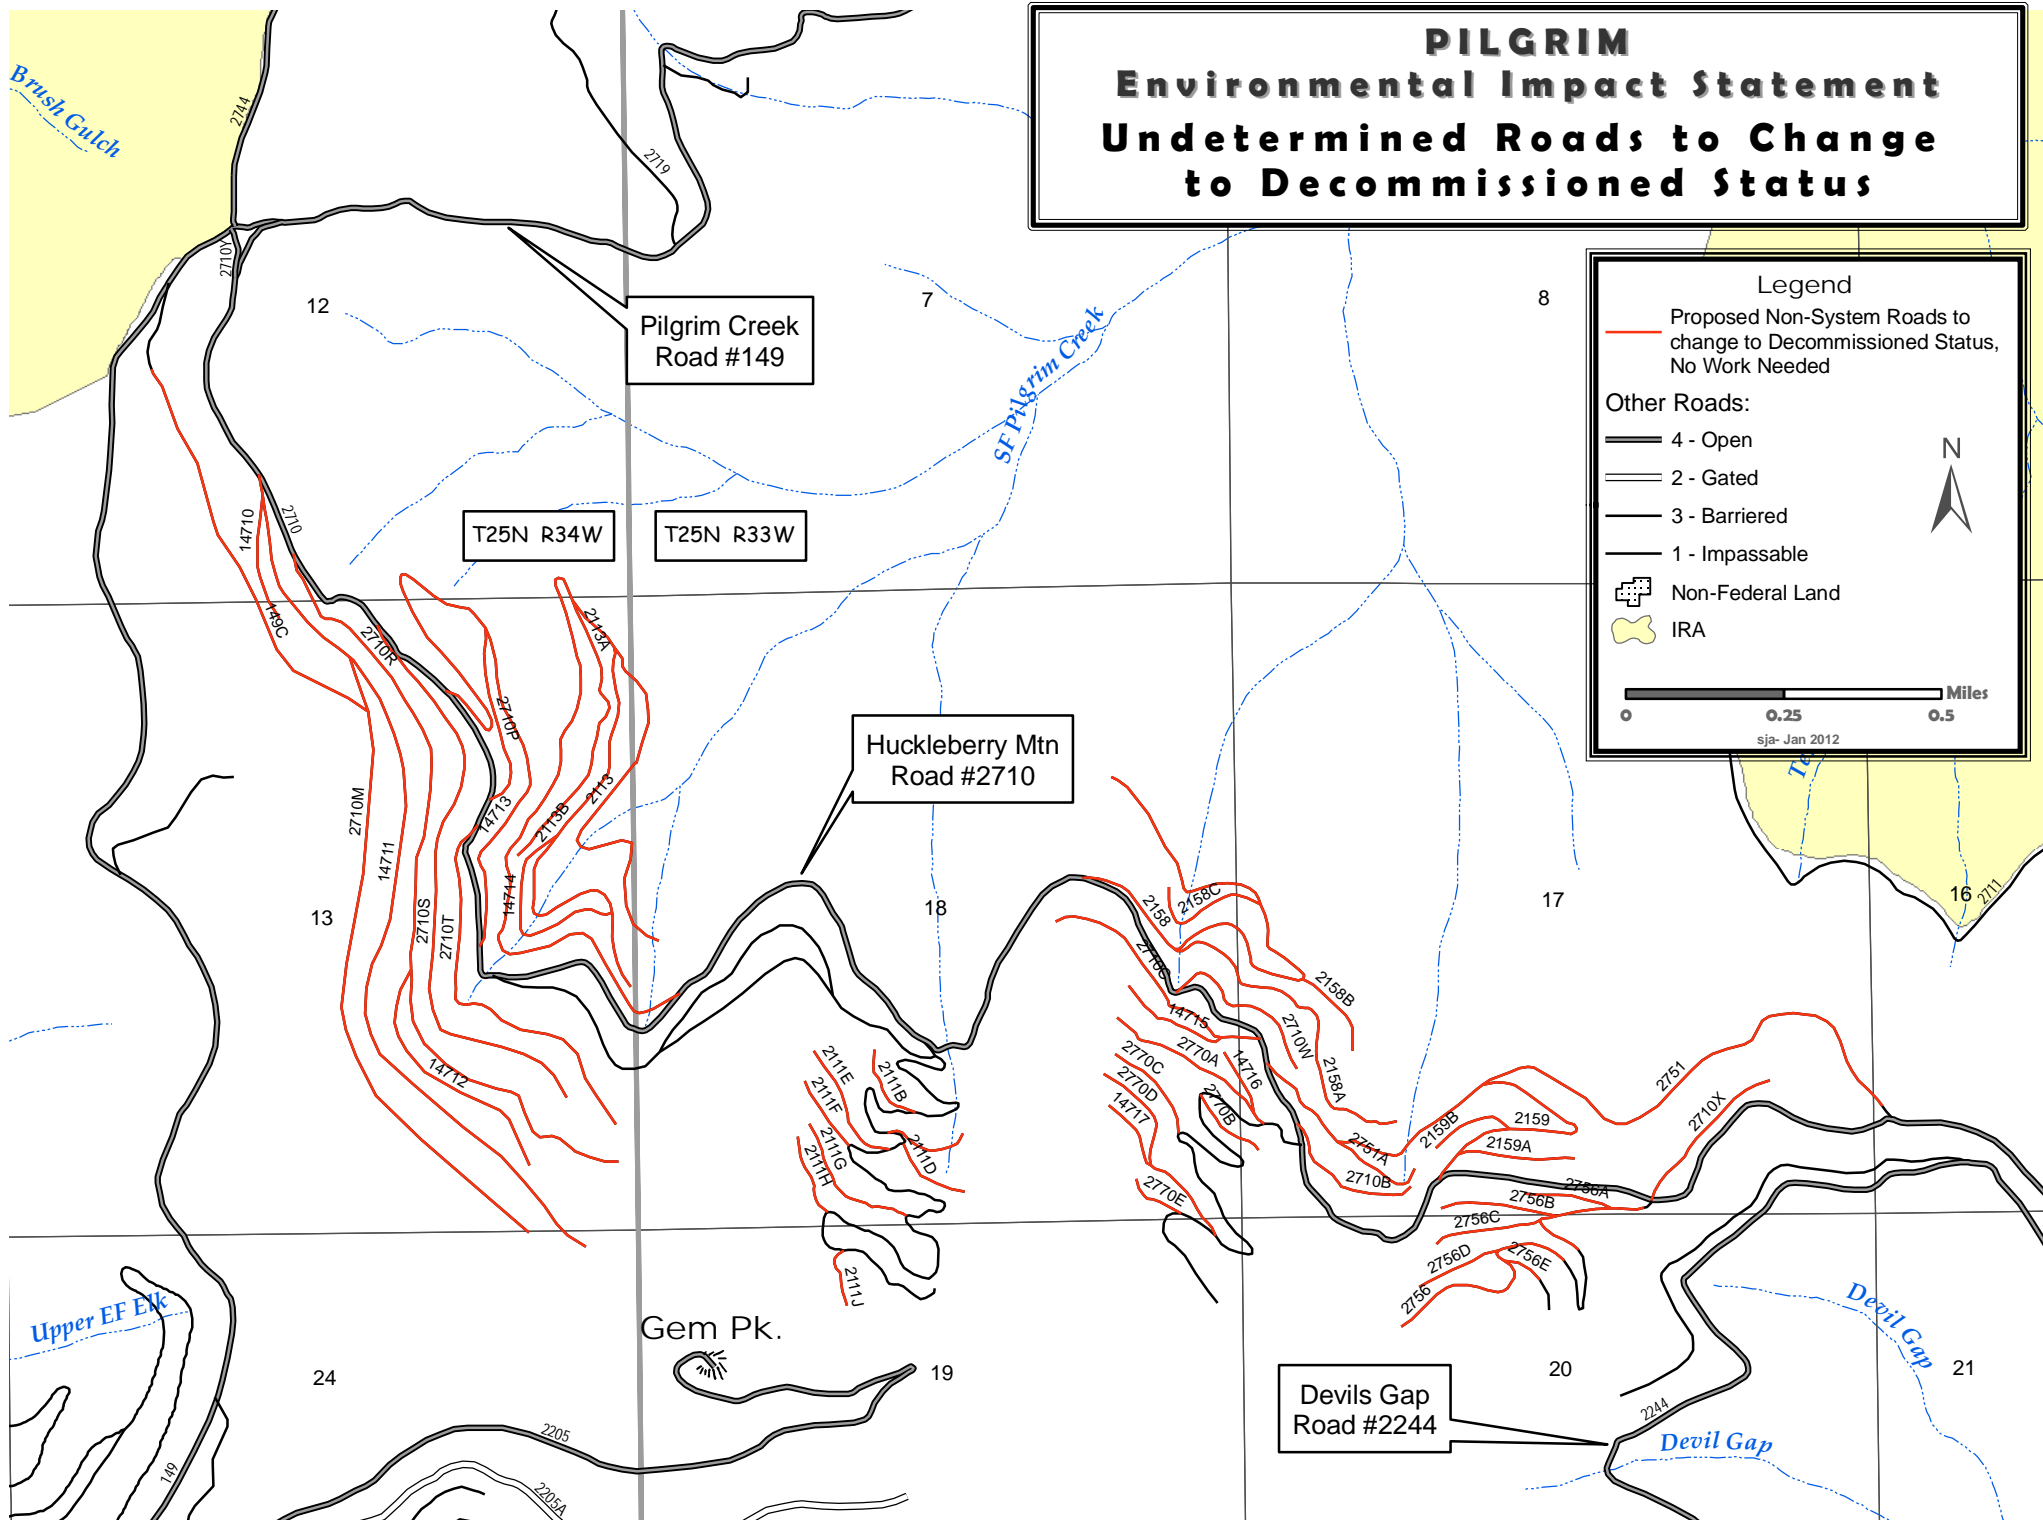 PILGRIM
Environmental Impact Statement
Undetermined Roads to Change
to Decommissioned Status
Legend
Proposed Non-System Roads to
change to Decommissioned Status,
No Work Needed
Other Roads:
4 - Open
2 - Gated
3 - Barriered
1 - Impassable
Non-Federal Land
IRA
N
Miles
0
0.25
0.5
sja- Jan 2012
Brush Gulch
2744
2719
2710Y
12
7
8
Pilgrim Creek
Road #149
SF Pilgrim Creek
T25N R34W
T25N R33W
14710
2710
149C
2710R
2113A
2710P
2710M
14711
14713
2113B
2113
14714
2710S
2710T
14712
Huckleberry Mtn
Road #2710
13
18
17
16
2711
Te
2158
2158C
2710C
2158B
14715
2710W
2770A
14716
2158A
2770C
2770D
2770B
14717
2770E
2751A
2710B
2159B
2159
2159A
2751
2710X
2756A
2756B
2756C
2756D
2756E
2756
2111E
2111B
2111F
2111G
2111D
2111H
2111J
Upper EF Elk
Gem Pk.
24
19
20
21
Devils Gap
Road #2244
2244
Devil Gap
Devil Gap
2205
2205A
149